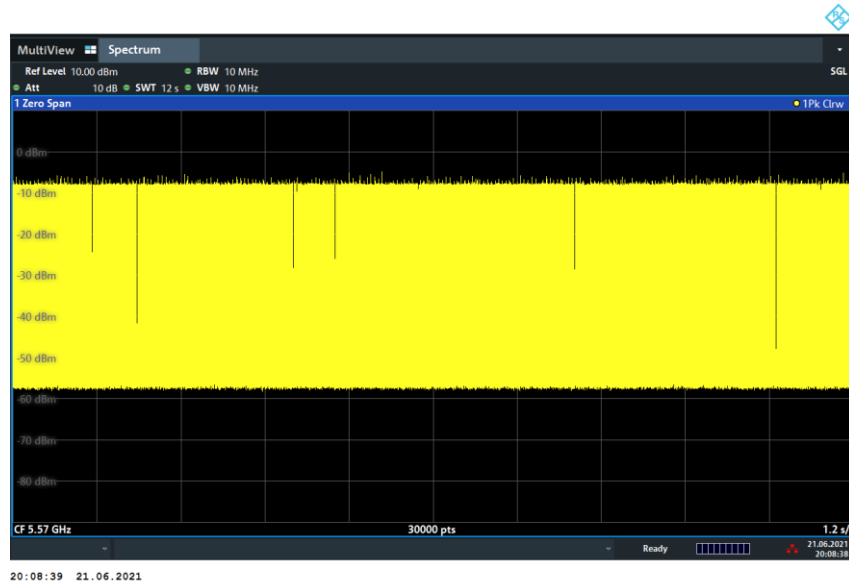 R&S
MultiView Spectrum
Ref Level 10.00 dBm RBW 10 MHz SGL
Att 10 dB SWT 12 s VBW 10 MHz
1 Zero Span 1Pk Clrw
0 dBm
-10 dBm
-20 dBm
-30 dBm
-40 dBm
-50 dBm
-60 dBm
-70 dBm
-80 dBm
CF 5.57 GHz 30000 pts 1.2 s/
Ready 21.06.2021
20:08:38
20:08:39 21.06.2021